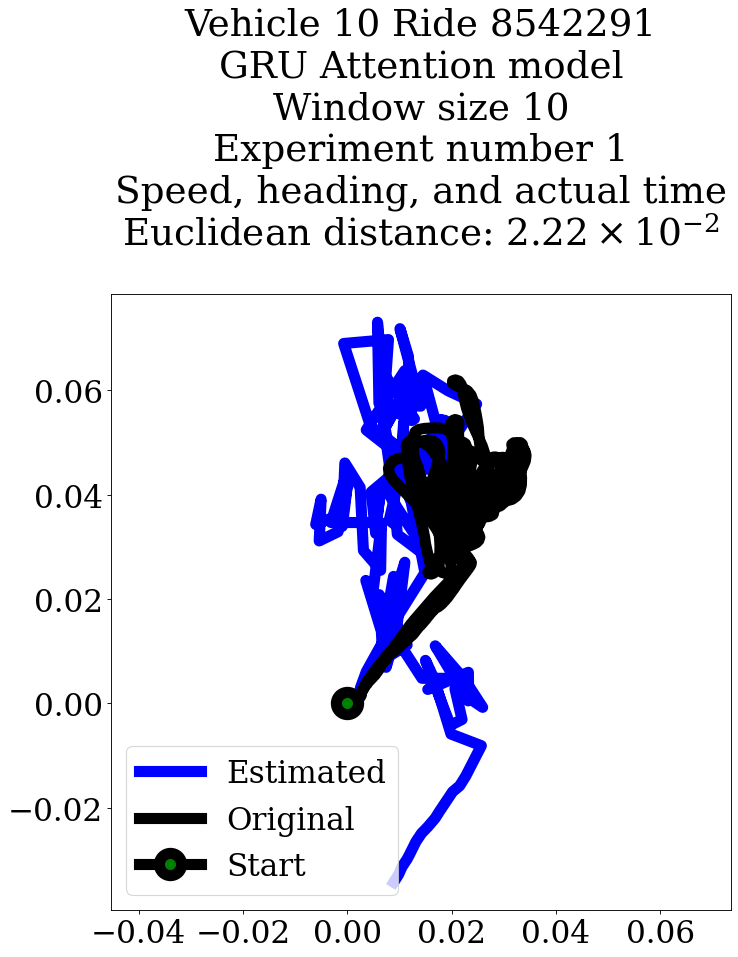 Vehicle 10 Ride 8542291
GRU Attention model
Window size 10
Experiment number 1
Speed, heading, and actual time
Euclidean distance: 2.22 × 10⁻²
0.06
0.04
0.02
0.00
−0.02
Estimated
Original
Start
−0.04 −0.02 0.00 0.02 0.04 0.06